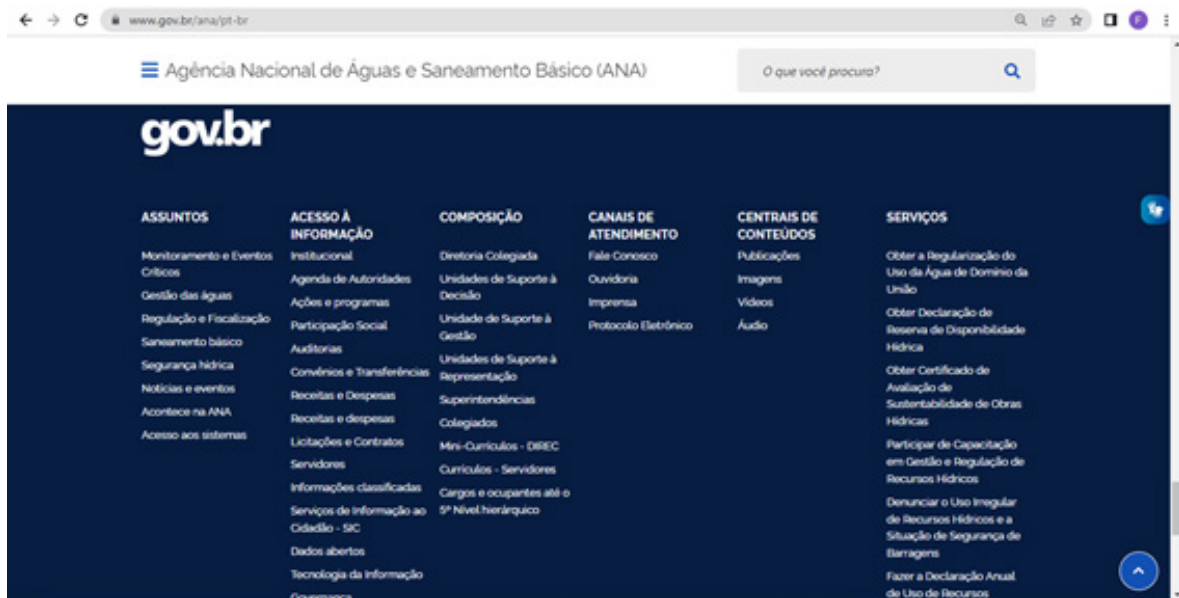 www.gov.br/ana/pt-br
F
Agência Nacional de Águas e Saneamento Básico (ANA)
O que você procura?
gov.br
ASSUNTOS
Monitoramento e Eventos
Críticos
Gestão das águas
Regulação e Fiscalização
Saneamento básico
Segurança hídrica
Notícias e eventos
Acontece na ANA
Acesso aos sistemas
ACESSO À
INFORMAÇÃO
Institucional
Agenda de Autoridades
Ações e programas
Participação Social
Auditorias
Convênios e Transferências
Receitas e Despesas
Receitas e despesas
Licitações e Contratos
Servidores
Informações classificadas
Serviços de Informação ao
Cidadão - SIC
Dados abertos
Tecnologia da Informação
Governança
COMPOSIÇÃO
Diretoria Colegiada
Unidades de Suporte à
Decisão
Unidade de Suporte à
Gestão
Unidades de Suporte à
Representação
Superintendências
Colegiados
Mini-Currículos - DIREC
Currículos - Servidores
Cargos e ocupantes até o
5º Nível hierárquico
CANAIS DE
ATENDIMENTO
Fale Conosco
Ouvidoria
Imprensa
Protocolo Eletrônico
CENTRAIS DE
CONTEÚDOS
Publicações
Imagens
Vídeos
Áudio
SERVIÇOS
Obter a Regularização do
Uso da Água de Domínio da
União
Obter Declaração de
Reserva de Disponibilidade
Hídrica
Obter Certificado de
Avaliação de
Sustentabilidade de Obras
Hídricas
Participar de Capacitação
em Gestão e Regulação de
Recursos Hídricos
Denunciar o Uso Irregular
de Recursos Hídricos e a
Situação de Segurança de
Barragens
Fazer a Declaração Anual
de Uso de Recursos